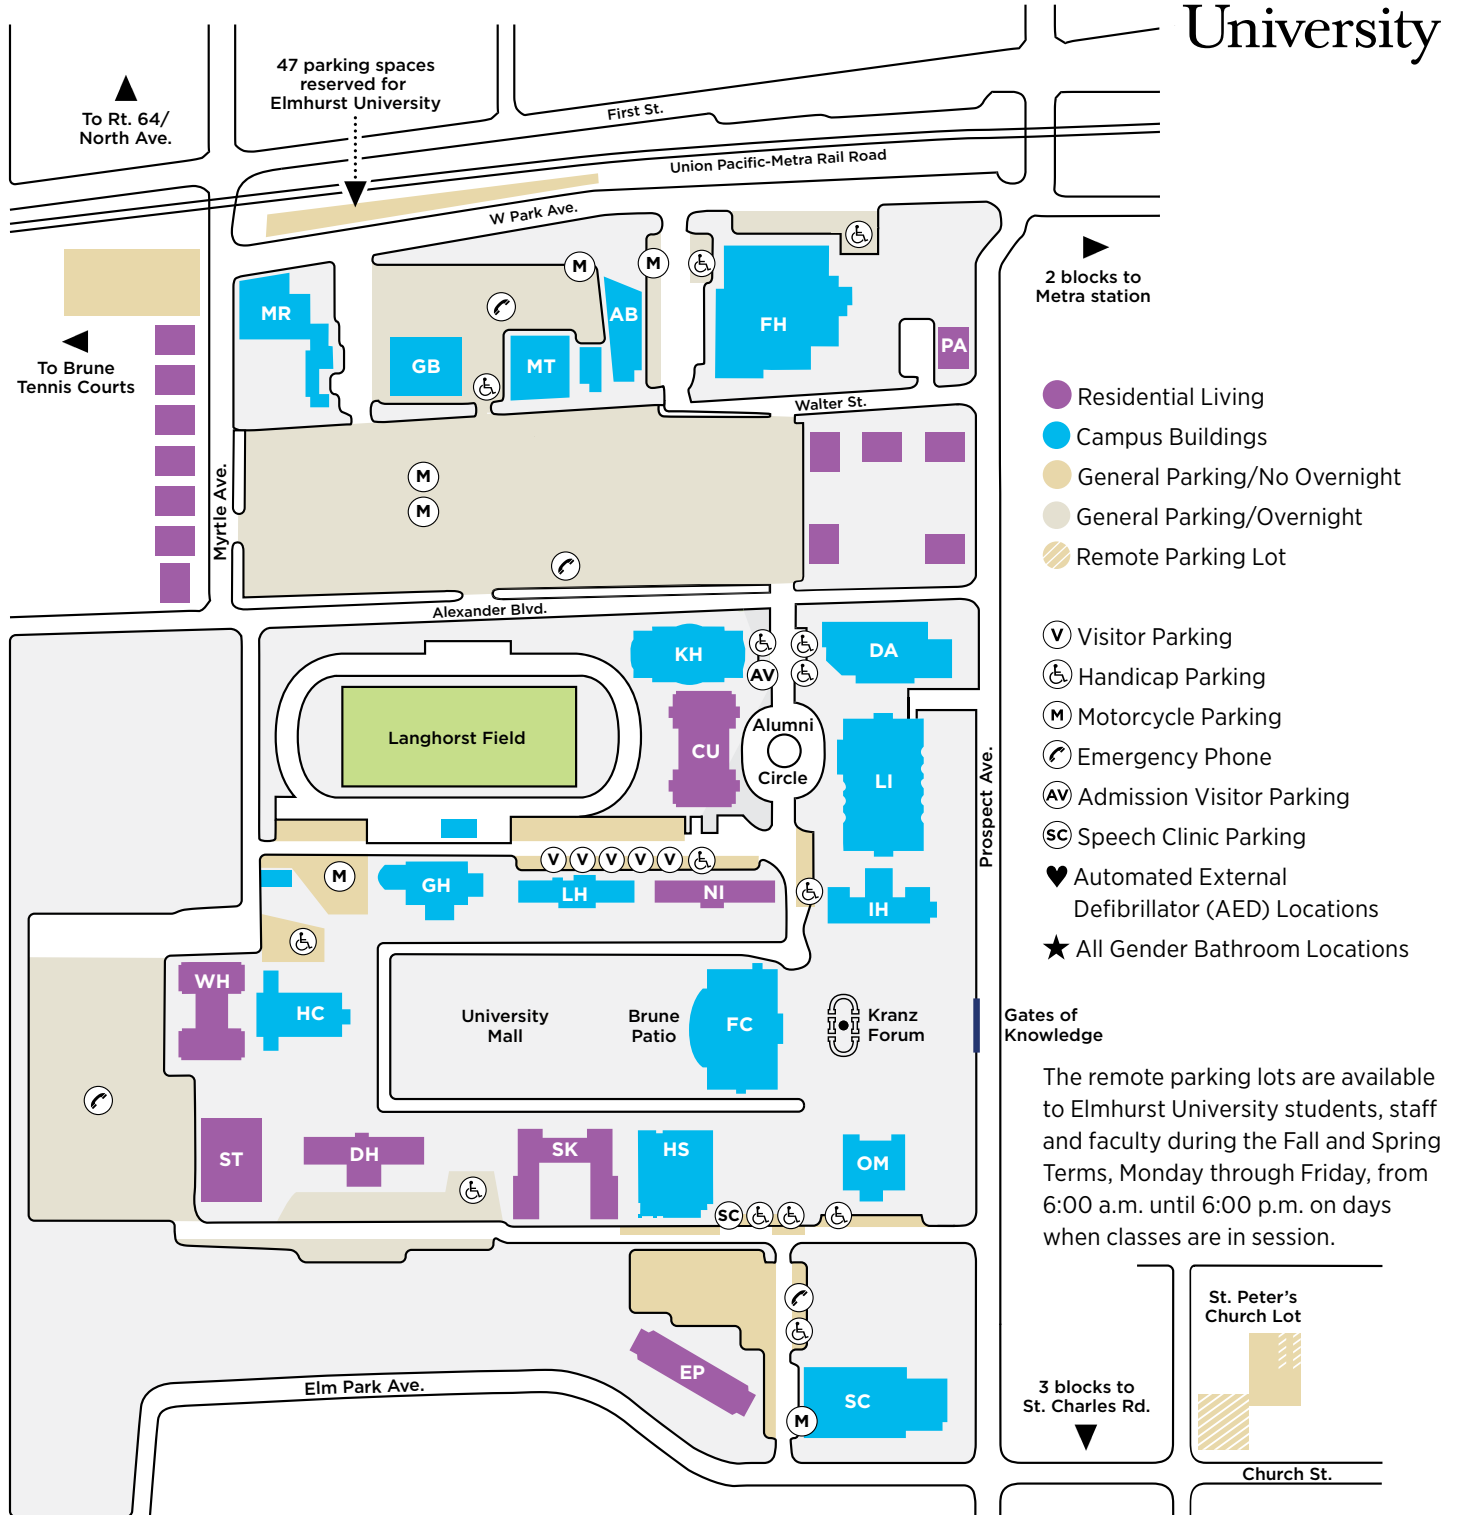 University
47 parking spaces
reserved for
Elmhurst University
To Rt. 64/
North Ave.
First St.
Union Pacific-Metra Rail Road
W Park Ave.
2 blocks to
Metra station
To Brune
Tennis Courts
MR
M
M
AB
FH
PA
GB
MT
Walter St.
Myrtle Ave.
M
M
Alexander Blvd.
Residential Living
Campus Buildings
General Parking/No Overnight
General Parking/Overnight
Remote Parking Lot
V Visitor Parking
Handicap Parking
M Motorcycle Parking
Emergency Phone
AV Admission Visitor Parking
SC Speech Clinic Parking
Automated External
Defibrillator (AED) Locations
All Gender Bathroom Locations
KH
AV
DA
Langhorst Field
CU
Alumni
Circle
LI
Prospect Ave.
V V V V V
M
GH
LH
NI
IH
WH
HC
University
Mall
Brune
Patio
FC
Kranz
Forum
Gates of
Knowledge
The remote parking lots are available
to Elmhurst University students, staff
and faculty during the Fall and Spring
Terms, Monday through Friday, from
6:00 a.m. until 6:00 p.m. on days
when classes are in session.
ST
DH
SK
HS
OM
SC
EP
SC
M
Elm Park Ave.
St. Peter's
Church Lot
3 blocks to
St. Charles Rd.
Church St.